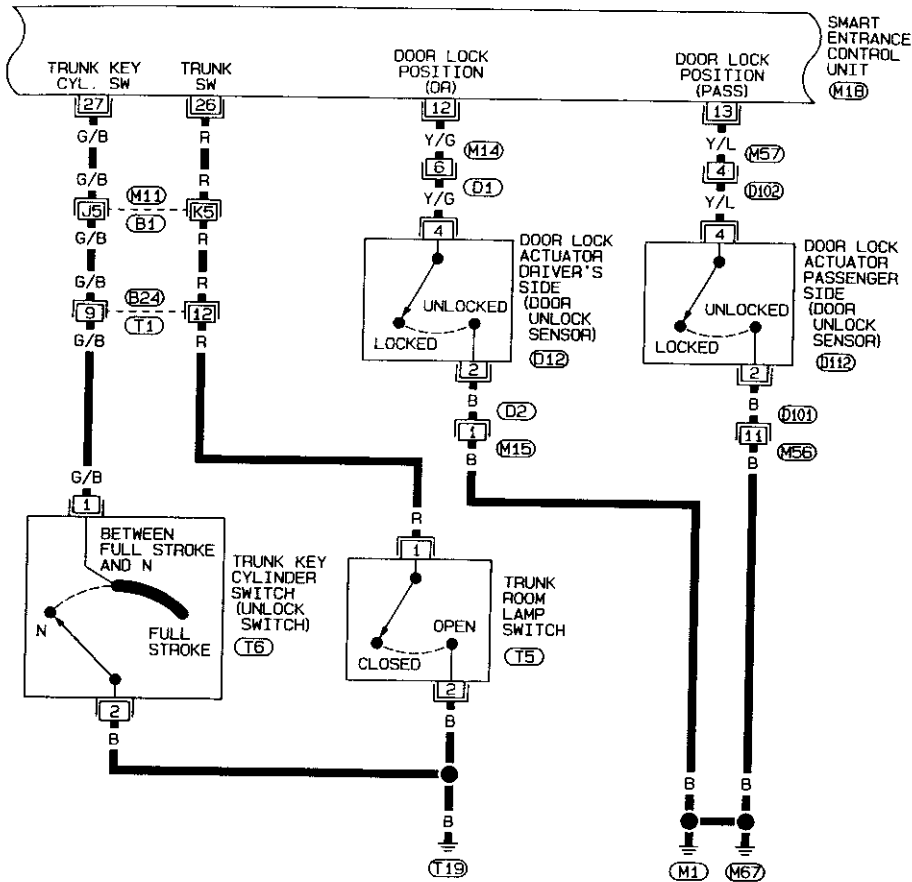 SMART
ENTRANCE
CONTROL
UNIT
M18
TRUNK KEY
CYL. SW
TRUNK
SW
DOOR LOCK
POSITION
(DR)
DOOR LOCK
POSITION
(PASS)
27
26
12
13
G/B
R
Y/G
Y/L
M14
M57
6
4
D1
D102
G/B
R
Y/G
Y/L
J5
M11
B1
K5
4
4
G/B
R
DOOR LOCK
ACTUATOR
DRIVER'S
SIDE
(DOOR
UNLOCK
SENSOR)
D12
UNLOCKED
LOCKED
DOOR LOCK
ACTUATOR
PASSENGER
SIDE
(DOOR
UNLOCK
SENSOR)
D112
UNLOCKED
LOCKED
G/B
R
9
B24
T1
12
G/B
R
2
2
B
B
D2
D101
1
11
M15
M56
B
B
G/B
R
1
1
BETWEEN
FULL STROKE
AND N
N
FULL
STROKE
TRUNK KEY
CYLINDER
SWITCH
(UNLOCK
SWITCH)
T6
TRUNK
ROOM
LAMP
SWITCH
T5
OPEN
CLOSED
2
2
B
B
B
B
B
T19
M1
M67